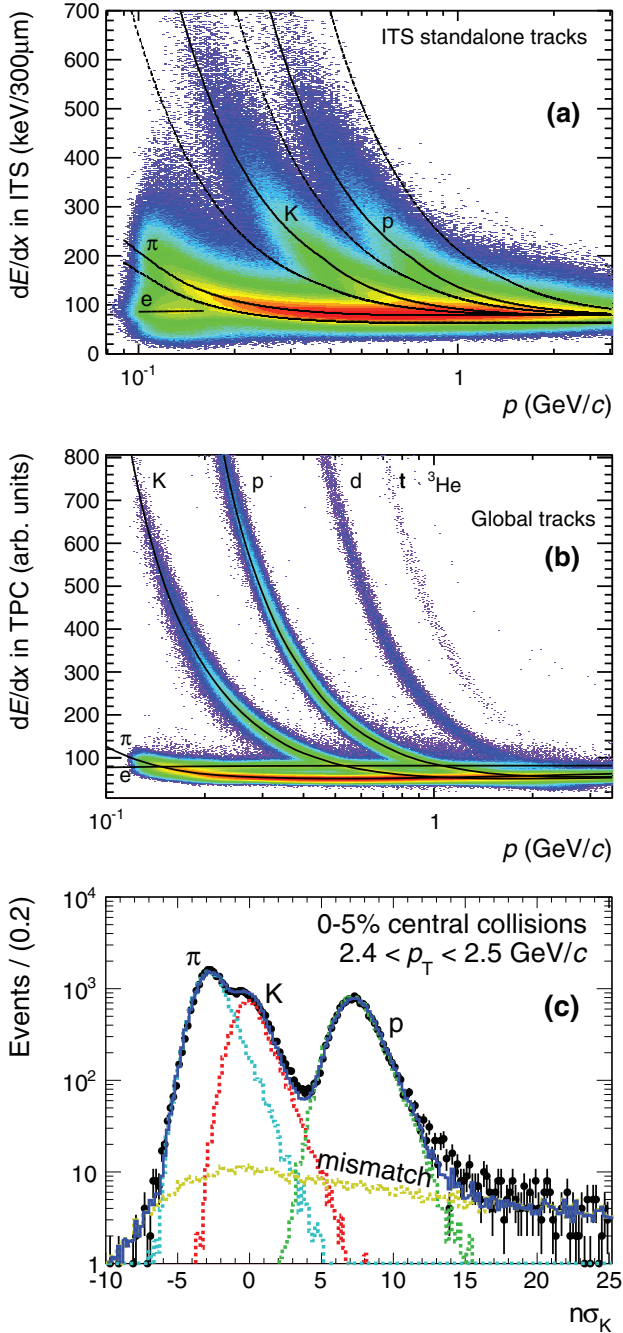 dE/dx in ITS (keV/300μm)
700
600
500
400
300
200
100
0
ITS standalone tracks
(a)
K
p
π
e
10⁻¹
1
p (GeV/c)
dE/dx in TPC (arb. units)
800
700
600
500
400
300
200
100
K
p
d
t
³He
Global tracks
(b)
π
e
10⁻¹
1
p (GeV/c)
Events / (0.2)
10⁴
10³
10²
10
1
0-5% central collisions
2.4 < pT < 2.5 GeV/c
(c)
π
K
p
mismatch
-10
-5
0
5
10
15
20
25
nσK